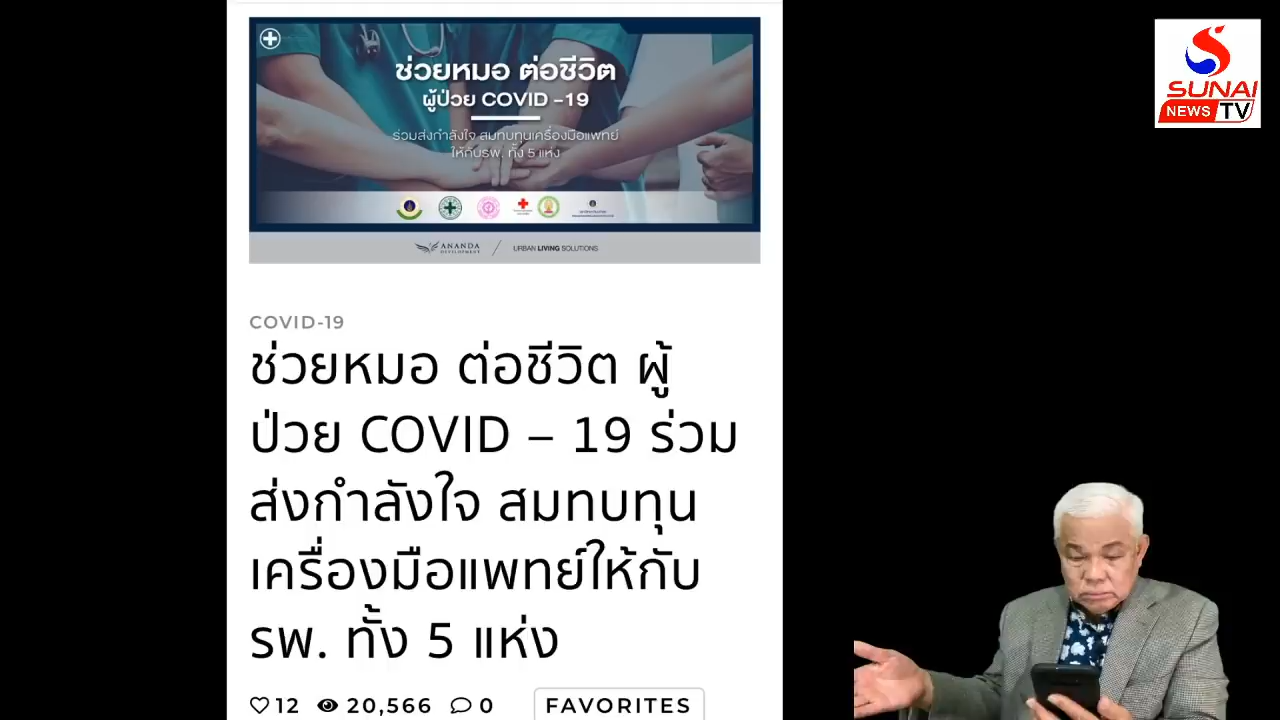 ช่วยหมอ ต่อชีวิต
ผู้ป่วย COVID -19
ร่วมส่งกำลังใจ สมทบทุนเครื่องมือแพทย์
ให้กับรพ. ทั้ง 5 แห่ง
ANANDA
DEVELOPMENT
URBAN LIVING SOLUTIONS
SUNAI
NEWS TV
COVID-19
ช่วยหมอ ต่อชีวิต ผู้
ป่วย COVID – 19 ร่วม
ส่งกำลังใจ สมทบทุน
เครื่องมือแพทย์ให้กับ
รพ. ทั้ง 5 แห่ง
12 20,566 0 FAVORITES